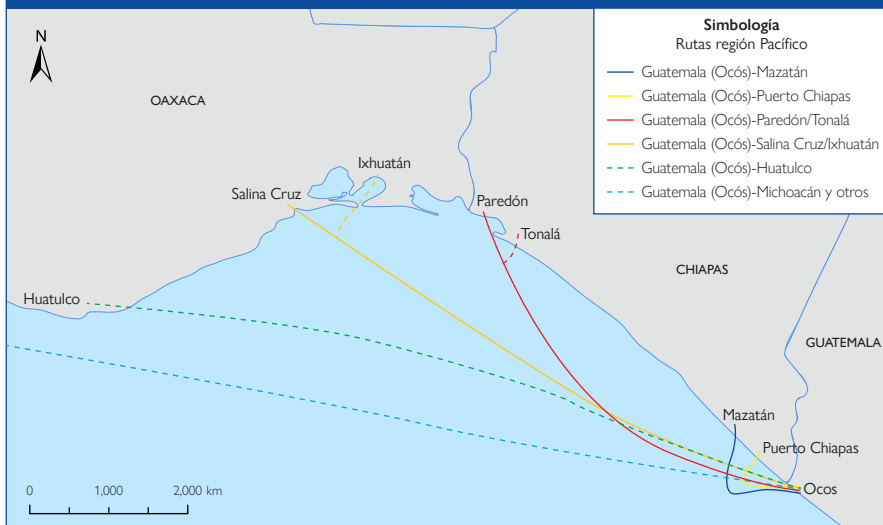 Simbología
Rutas región Pacífico
Guatemala (Ocós)-Mazatán
Guatemala (Ocós)-Puerto Chiapas
Guatemala (Ocós)-Paredón/Tonalá
Guatemala (Ocós)-Salina Cruz/Ixhuatán
Guatemala (Ocós)-Huatulco
Guatemala (Ocós)-Michoacán y otros
N
OAXACA
Ixhuatán
Salina Cruz
Paredón
Tonalá
CHIAPAS
Huatulco
GUATEMALA
Mazatán
Puerto Chiapas
Ocos
0 1,000 2,000 km